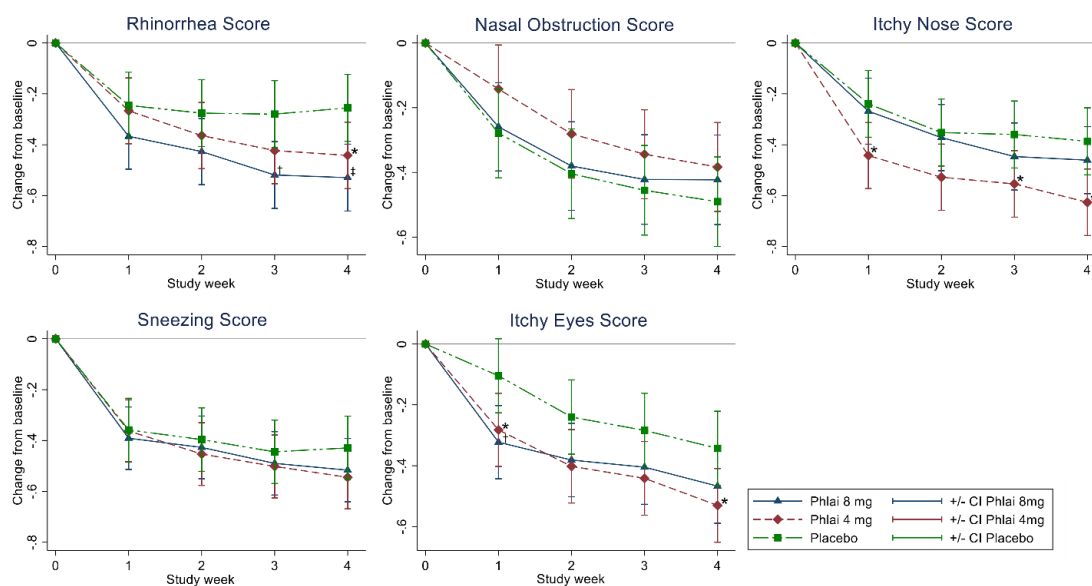 Rhinorrhea Score
Nasal Obstruction Score
Itchy Nose Score
Change from baseline
0
-.2
-.4
-.6
-.8
*
†
‡
0 1 2 3 4
Study week
Change from baseline
0
-.2
-.4
-.6
0 1 2 3 4
Study week
Change from baseline
0
-.2
-.4
-.6
-.8
*
*
0 1 2 3 4
Study week
Sneezing Score
Itchy Eyes Score
Change from baseline
0
-.2
-.4
-.6
-.8
0 1 2 3 4
Study week
Change from baseline
0
-.2
-.4
-.6
*
†
*
0 1 2 3 4
Study week
Phlai 8 mg +/- CI Phlai 8mg
Phlai 4 mg +/- CI Phlai 4mg
Placebo +/- CI Placebo